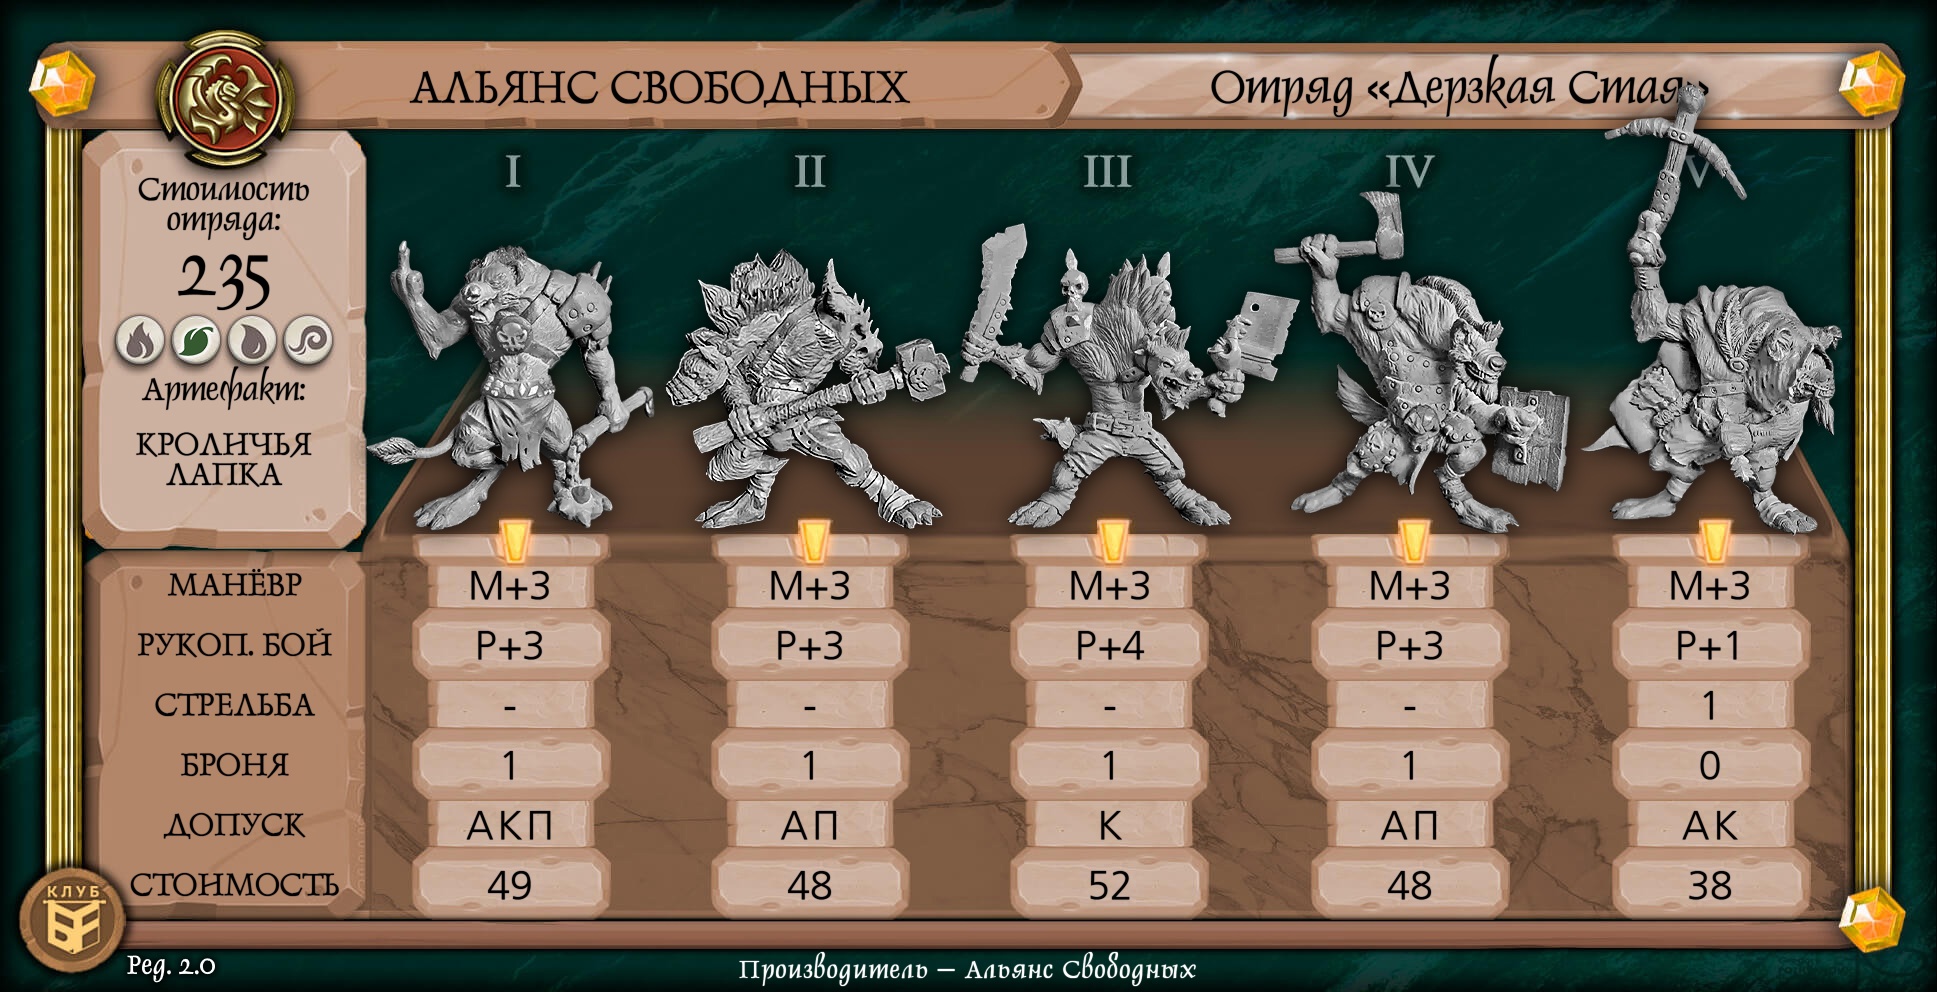 АЛЬЯНС СВОБОДНЫХ
Отряд «Дерзкая Стая»
Стоимость
отряда:
235
Артефакт:
КРОЛИЧЬЯ
ЛАПКА
I II III IV V
МАНЁВР М+3 М+3 М+3 М+3 М+3
РУКОП. БОЙ Р+3 Р+3 Р+4 Р+3 Р+1
СТРЕЛЬБА - - - - 1
БРОНЯ 1 1 1 1 0
ДОПУСК АКП АП К АП АК
СТОИМОСТЬ 49 48 52 48 38
КЛУБ
Ред. 2.0
Производитель – Альянс Свободных